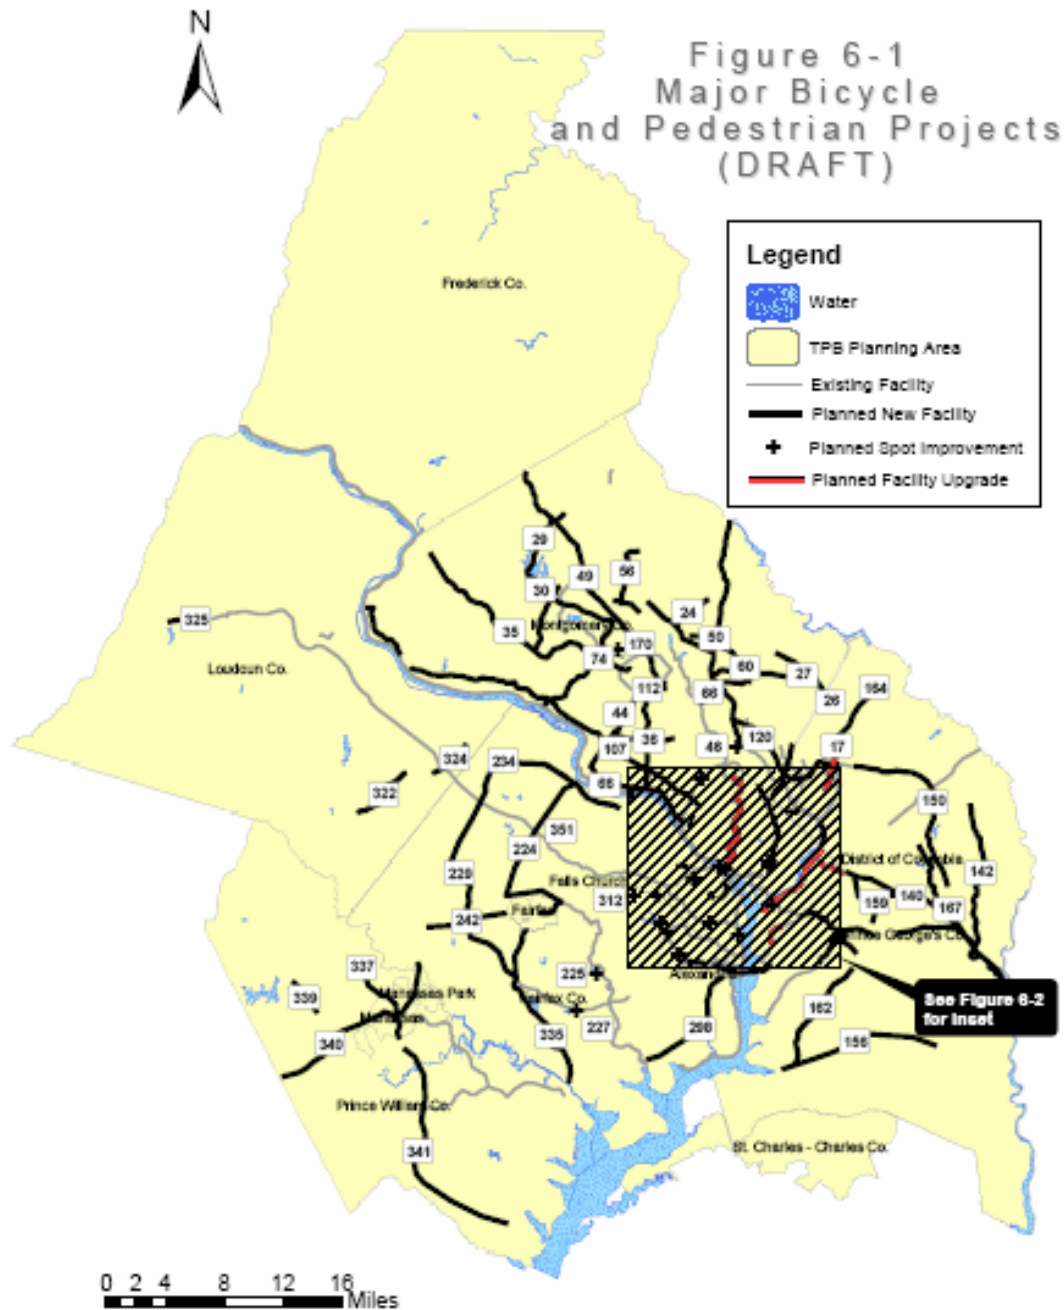 N
Figure 6-1
Major Bicycle
and Pedestrian Projects
(DRAFT)
Legend
Water
TPB Planning Area
Existing Facility
Planned New Facility
Planned Spot Improvement
Planned Facility Upgrade
Frederick Co.
29
49
56
30
24
325
35
Montgomery Co.
170
50
Loudoun Co.
74
60
27
112
66
26
164
44
107
38
46
120
17
324
234
68
322
150
351
224
District of Columbia
229
Falls Church
142
312
159
140
167
242
Fairfax
Prince George's Co.
337
225
Alexandria
339
Manassas Park
Fairfax Co.
See Figure 6-2
for Inset
Manassas
227
298
162
340
335
156
Prince William Co.
341
St. Charles - Charles Co.
0 2 4 8 12 16
Miles